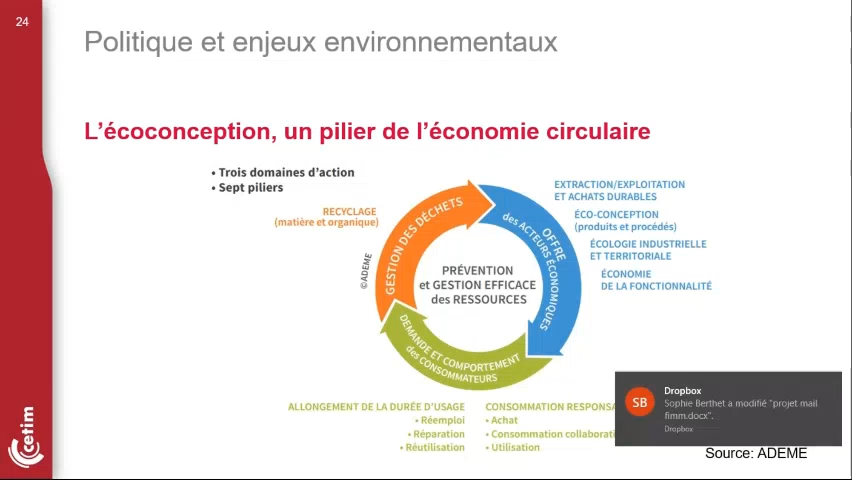 24
Politique et enjeux environnementaux
L’écoconception, un pilier de l’économie circulaire
• Trois domaines d’action
• Sept piliers
EXTRACTION/EXPLOITATION
ET ACHATS DURABLES
ÉCO-CONCEPTION
(produits et procédés)
ÉCOLOGIE INDUSTRIELLE
ET TERRITORIALE
ÉCONOMIE
DE LA FONCTIONNALITÉ
RECYCLAGE
(matière et organique)
©ADEME
GESTION DES DÉCHETS
OFFRE
des ACTEURS ÉCONOMIQUES
PRÉVENTION
et GESTION EFFICACE
des RESSOURCES
DEMANDE ET COMPORTEMENT
des CONSOMMATEURS
ALLONGEMENT DE LA DURÉE D’USAGE
• Réemploi
• Réparation
• Réutilisation
CONSOMMATION
• Achat
• Consommation
• Utilisation
SB
Dropbox
Sophie Berthet a modifié "projet mail
fimm.docx".
Dropbox
Source: ADEME
cetim